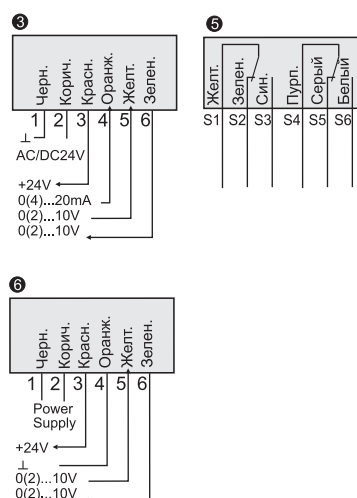 3
Черн.
Корич.
Красн.
Оранж.
Желт.
Зелен.
1 2 3 4 5 6
⊥
AC/DC24V
+24V
0(4)...20mA
0(2)...10V
0(2)...10V
5
Желт.
Зелен.
Син.
Пурп.
Серый
Белый
S1 S2 S3 S4 S5 S6
6
Черн.
Корич.
Красн.
Оранж.
Желт.
Зелен.
1 2 3 4 5 6
Power
Supply
+24V
⊥
0(2)...10V
0(2)...10V